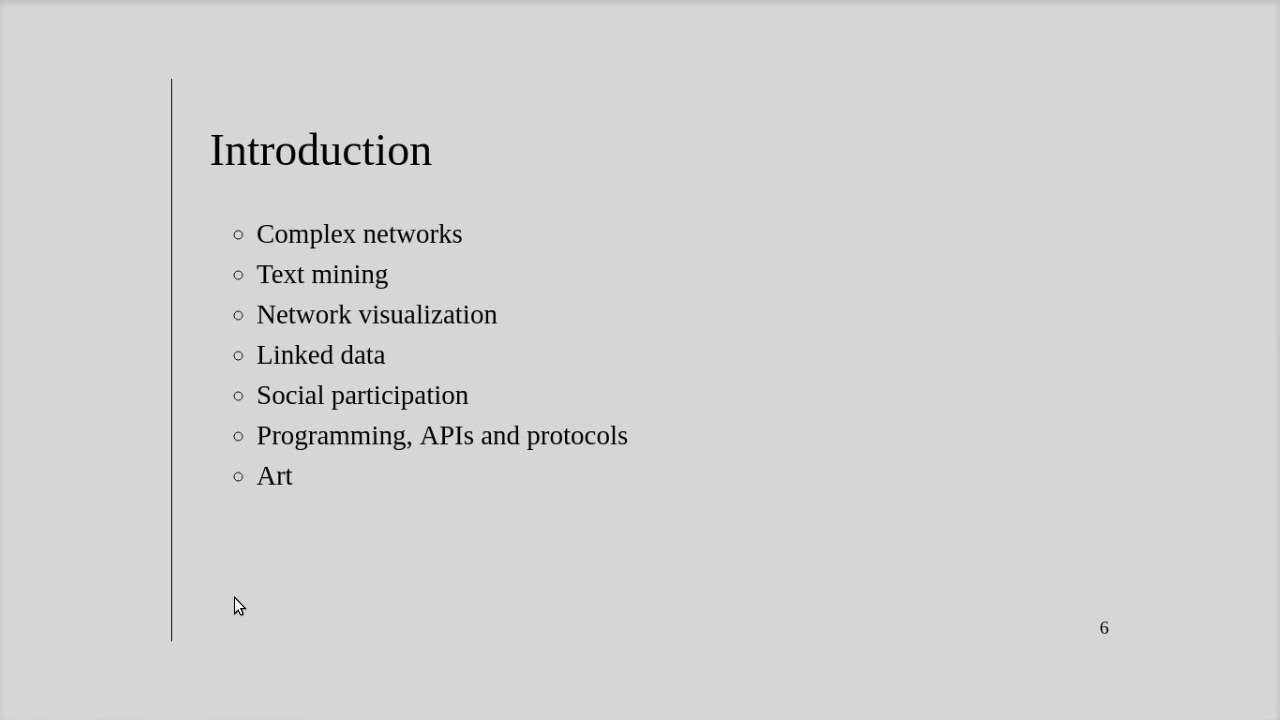 Introduction
Complex networks
Text mining
Network visualization
Linked data
Social participation
Programming, APIs and protocols
Art
6